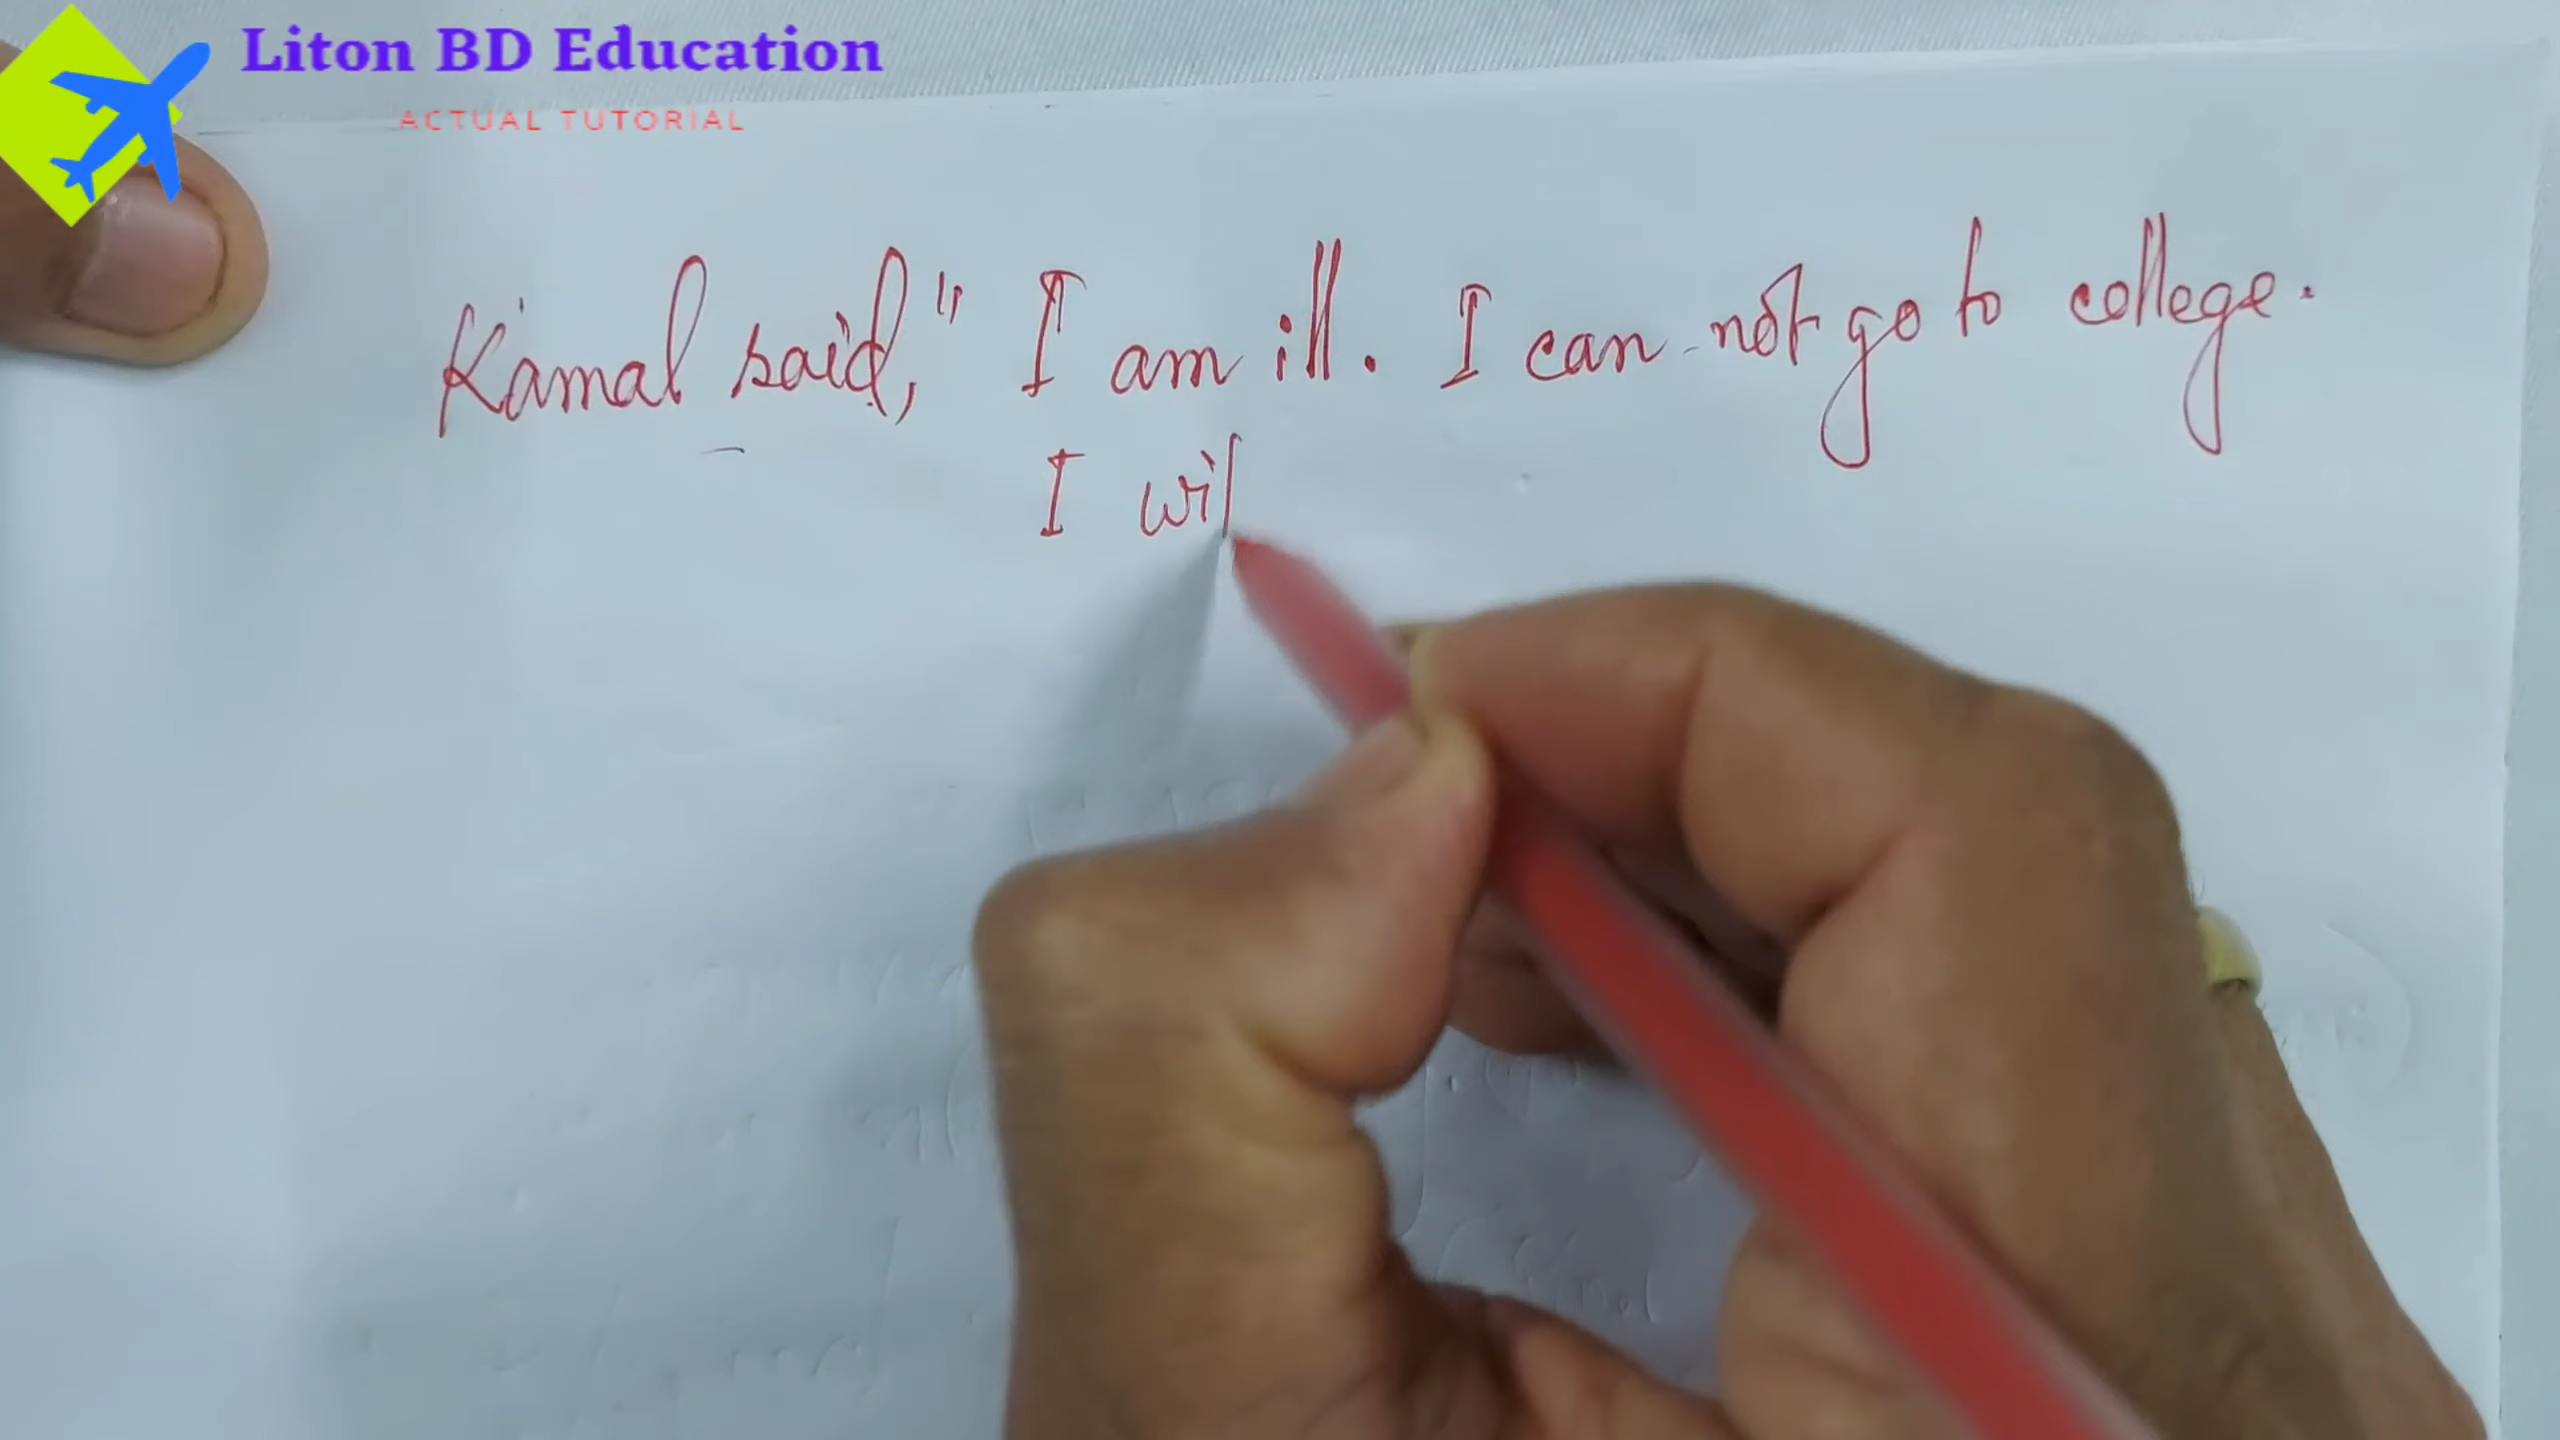 Liton BD Education
ACTUAL TUTORIAL
Kamal said," I am ill. I can not go to college.
I wil